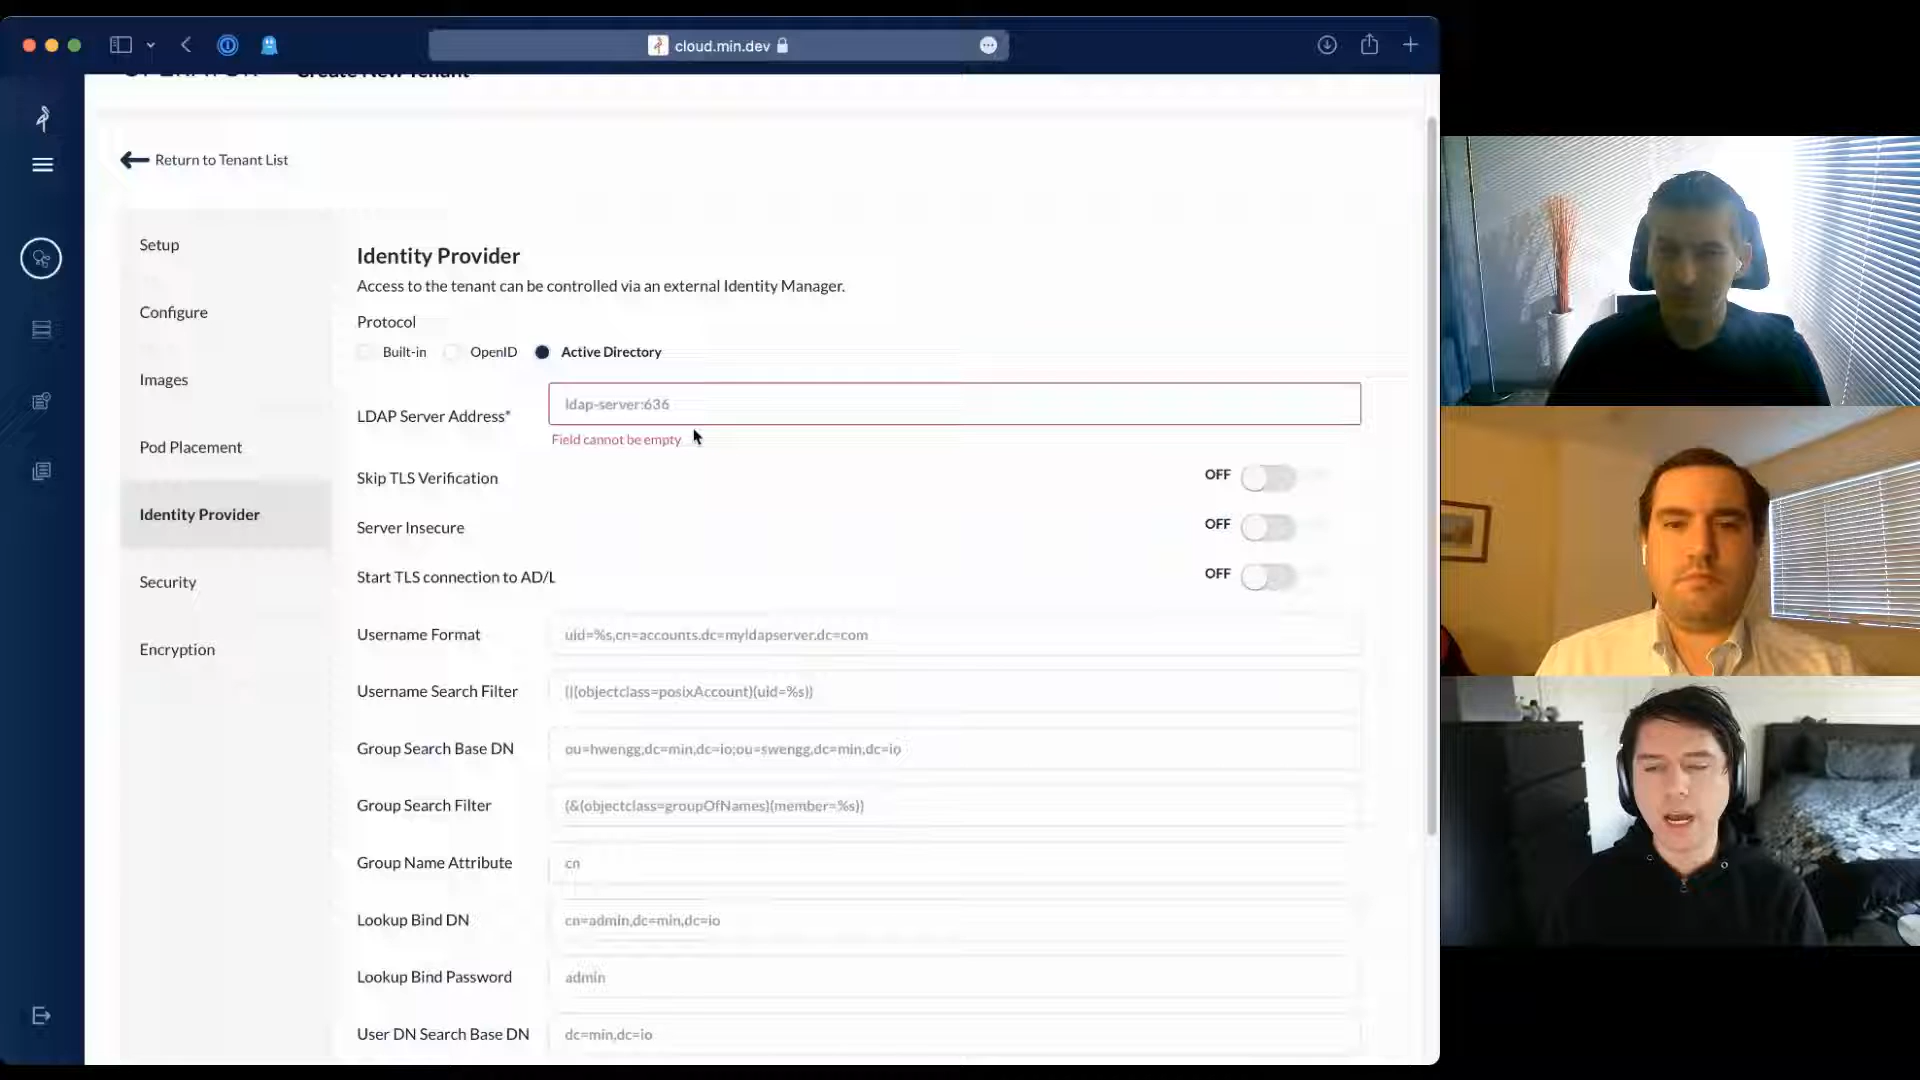 cloud.min.dev
Create New Tenant
Return to Tenant List
Setup
Configure
Images
Pod Placement
Identity Provider
Security
Encryption
Identity Provider
Access to the tenant can be controlled via an external Identity Manager.
Protocol
Built-in OpenID Active Directory
LDAP Server Address* ldap-server:636
Field cannot be empty
Skip TLS Verification OFF
Server Insecure OFF
Start TLS connection to AD/L OFF
Username Format uid=%s,cn=accounts,dc=myldapserver,dc=com
Username Search Filter (|(objectclass=posixAccount)(uid=%s))
Group Search Base DN ou=hwengg,dc=min,dc=io;ou=swengg,dc=min,dc=io
Group Search Filter (&(objectclass=groupOfNames)(member=%s))
Group Name Attribute cn
Lookup Bind DN cn=admin,dc=min,dc=io
Lookup Bind Password admin
User DN Search Base DN dc=min,dc=io